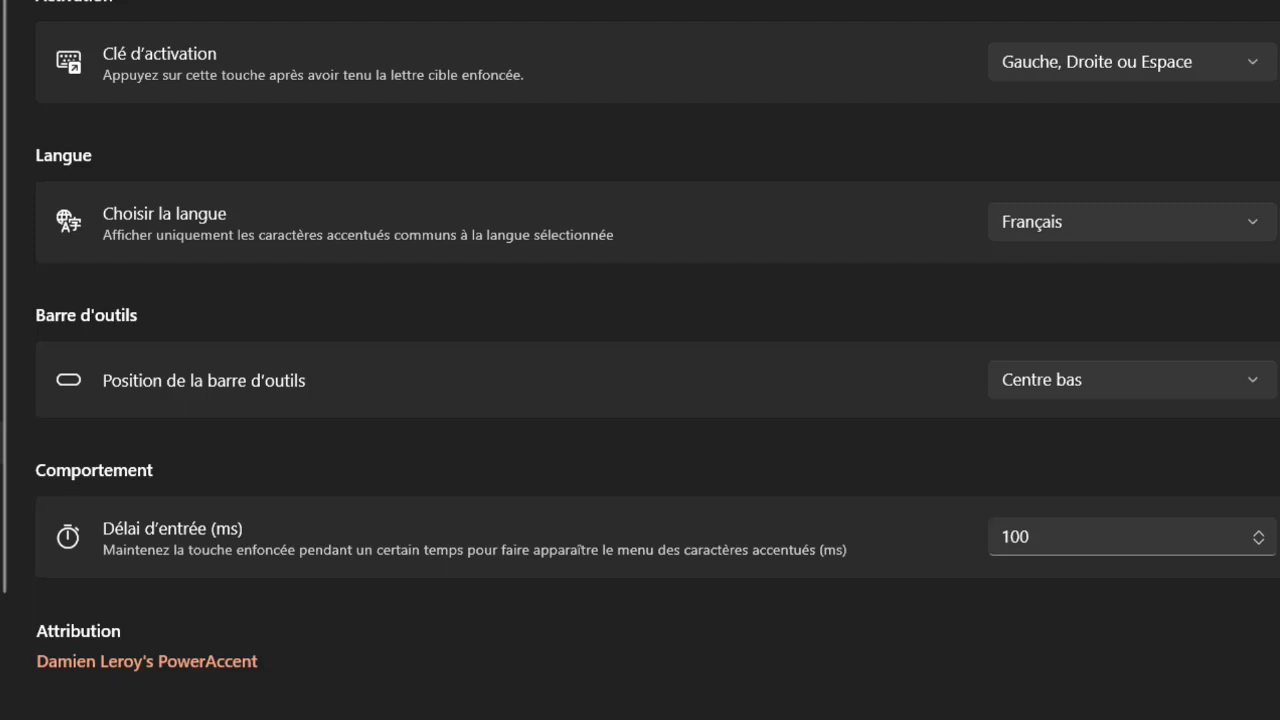 Activation
Clé d'activation
Appuyez sur cette touche après avoir tenu la lettre cible enfoncée.
Gauche, Droite ou Espace
Langue
Choisir la langue
Afficher uniquement les caractères accentués communs à la langue sélectionnée
Français
Barre d'outils
Position de la barre d'outils
Centre bas
Comportement
Délai d'entrée (ms)
Maintenez la touche enfoncée pendant un certain temps pour faire apparaître le menu des caractères accentués (ms)
100
Attribution
Damien Leroy's PowerAccent